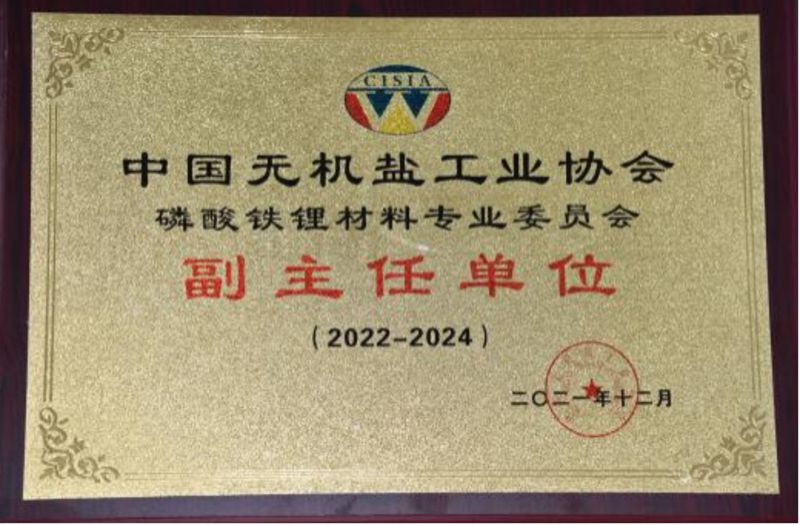 CISIA
中国无机盐工业协会
磷酸铁锂材料专业委员会
副主任单位
(2022-2024)
二〇二一年十二月